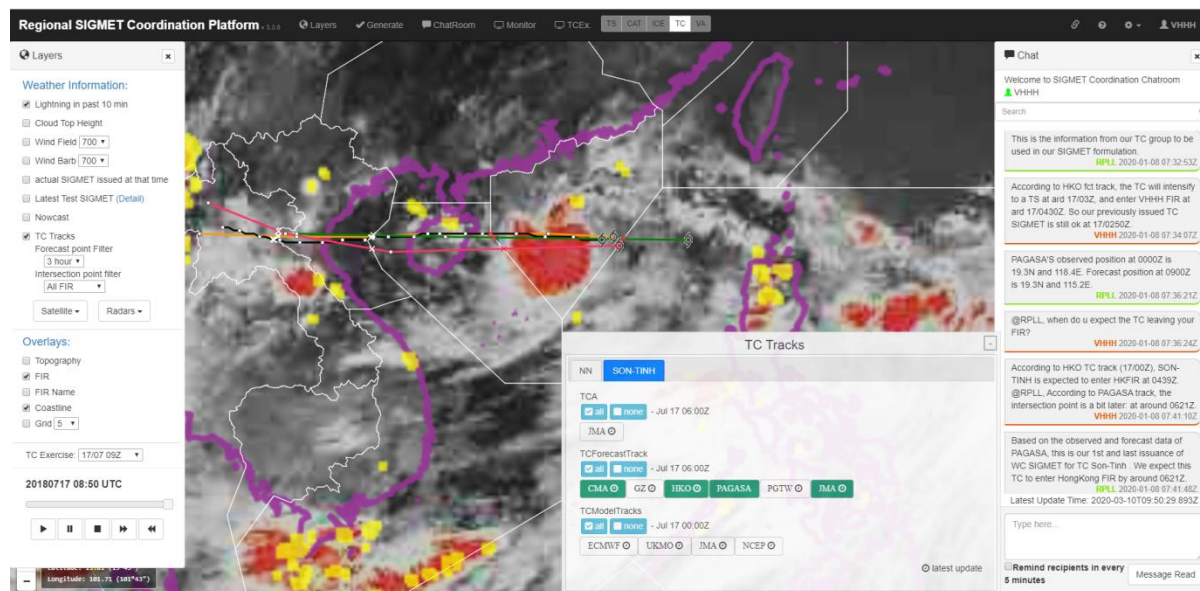 Regional SIGMET Coordination Platform v 3.5.0 Layers Generate ChatRoom Monitor TCEx. TS CAT ICE TC VA VHHH
Layers
Weather Information:
Lightning in past 10 min
Cloud Top Height
Wind Field 700
Wind Barb 700
actual SIGMET issued at that time
Latest Test SIGMET (Detail)
Nowcast
TC Tracks
Forecast point Filter
3 hour
Intersection point filter
All FIR
Satellite Radars
Overlays:
Topography
FIR
FIR Name
Coastline
Grid 5
TC Exercise: 17/07 09Z
20180717 08:50 UTC
Longitude: 101.71 (101°43")
TC Tracks
NN SON-TINH
TCA
all none - Jul 17 06:00Z
JMA
TCForecastTrack
all none - Jul 17 06:00Z
CMA GZ HKO PAGASA PGTW JMA
TCModelTracks
all none - Jul 17 00:00Z
ECMWF UKMO JMA NCEP
latest update
Chat
Welcome to SIGMET Coordination Chatroom
VHHH
Search
This is the information from our TC group to be
used in our SIGMET formulation.
RPLL 2020-01-08 07:32:53Z
According to HKO fct track, the TC will intensify
to a TS at ard 17/03Z, and enter VHHH FIR at
ard 17/0430Z. So our previously issued TC
SIGMET is still ok at 17/0250Z.
VHHH 2020-01-08 07:34:07Z
PAGASA'S observed position at 0000Z is
19.3N and 118.4E. Forecast position at 0900Z
is 19.3N and 115.2E.
RPLL 2020-01-08 07:36:21Z
@RPLL, when do u expect the TC leaving your
FIR?
VHHH 2020-01-08 07:36:24Z
According to HKO TC track (17/00Z), SON-
TINH is expected to enter HKFIR at 0439Z.
@RPLL, According to PAGASA track, the
intersection point is a bit later: at around 0621Z.
VHHH 2020-01-08 07:41:10Z
Based on the observed and forecast data of
PAGASA, this is our 1st and last issuance of
WC SIGMET for TC Son-Tinh . We expect this
TC to enter HongKong FIR by around 0621Z.
RPLL 2020-01-08 07:41:48Z
Latest Update Time: 2020-03-10T09:50:29.893Z
Type here...
Remind recipients in every
5 minutes
Message Read